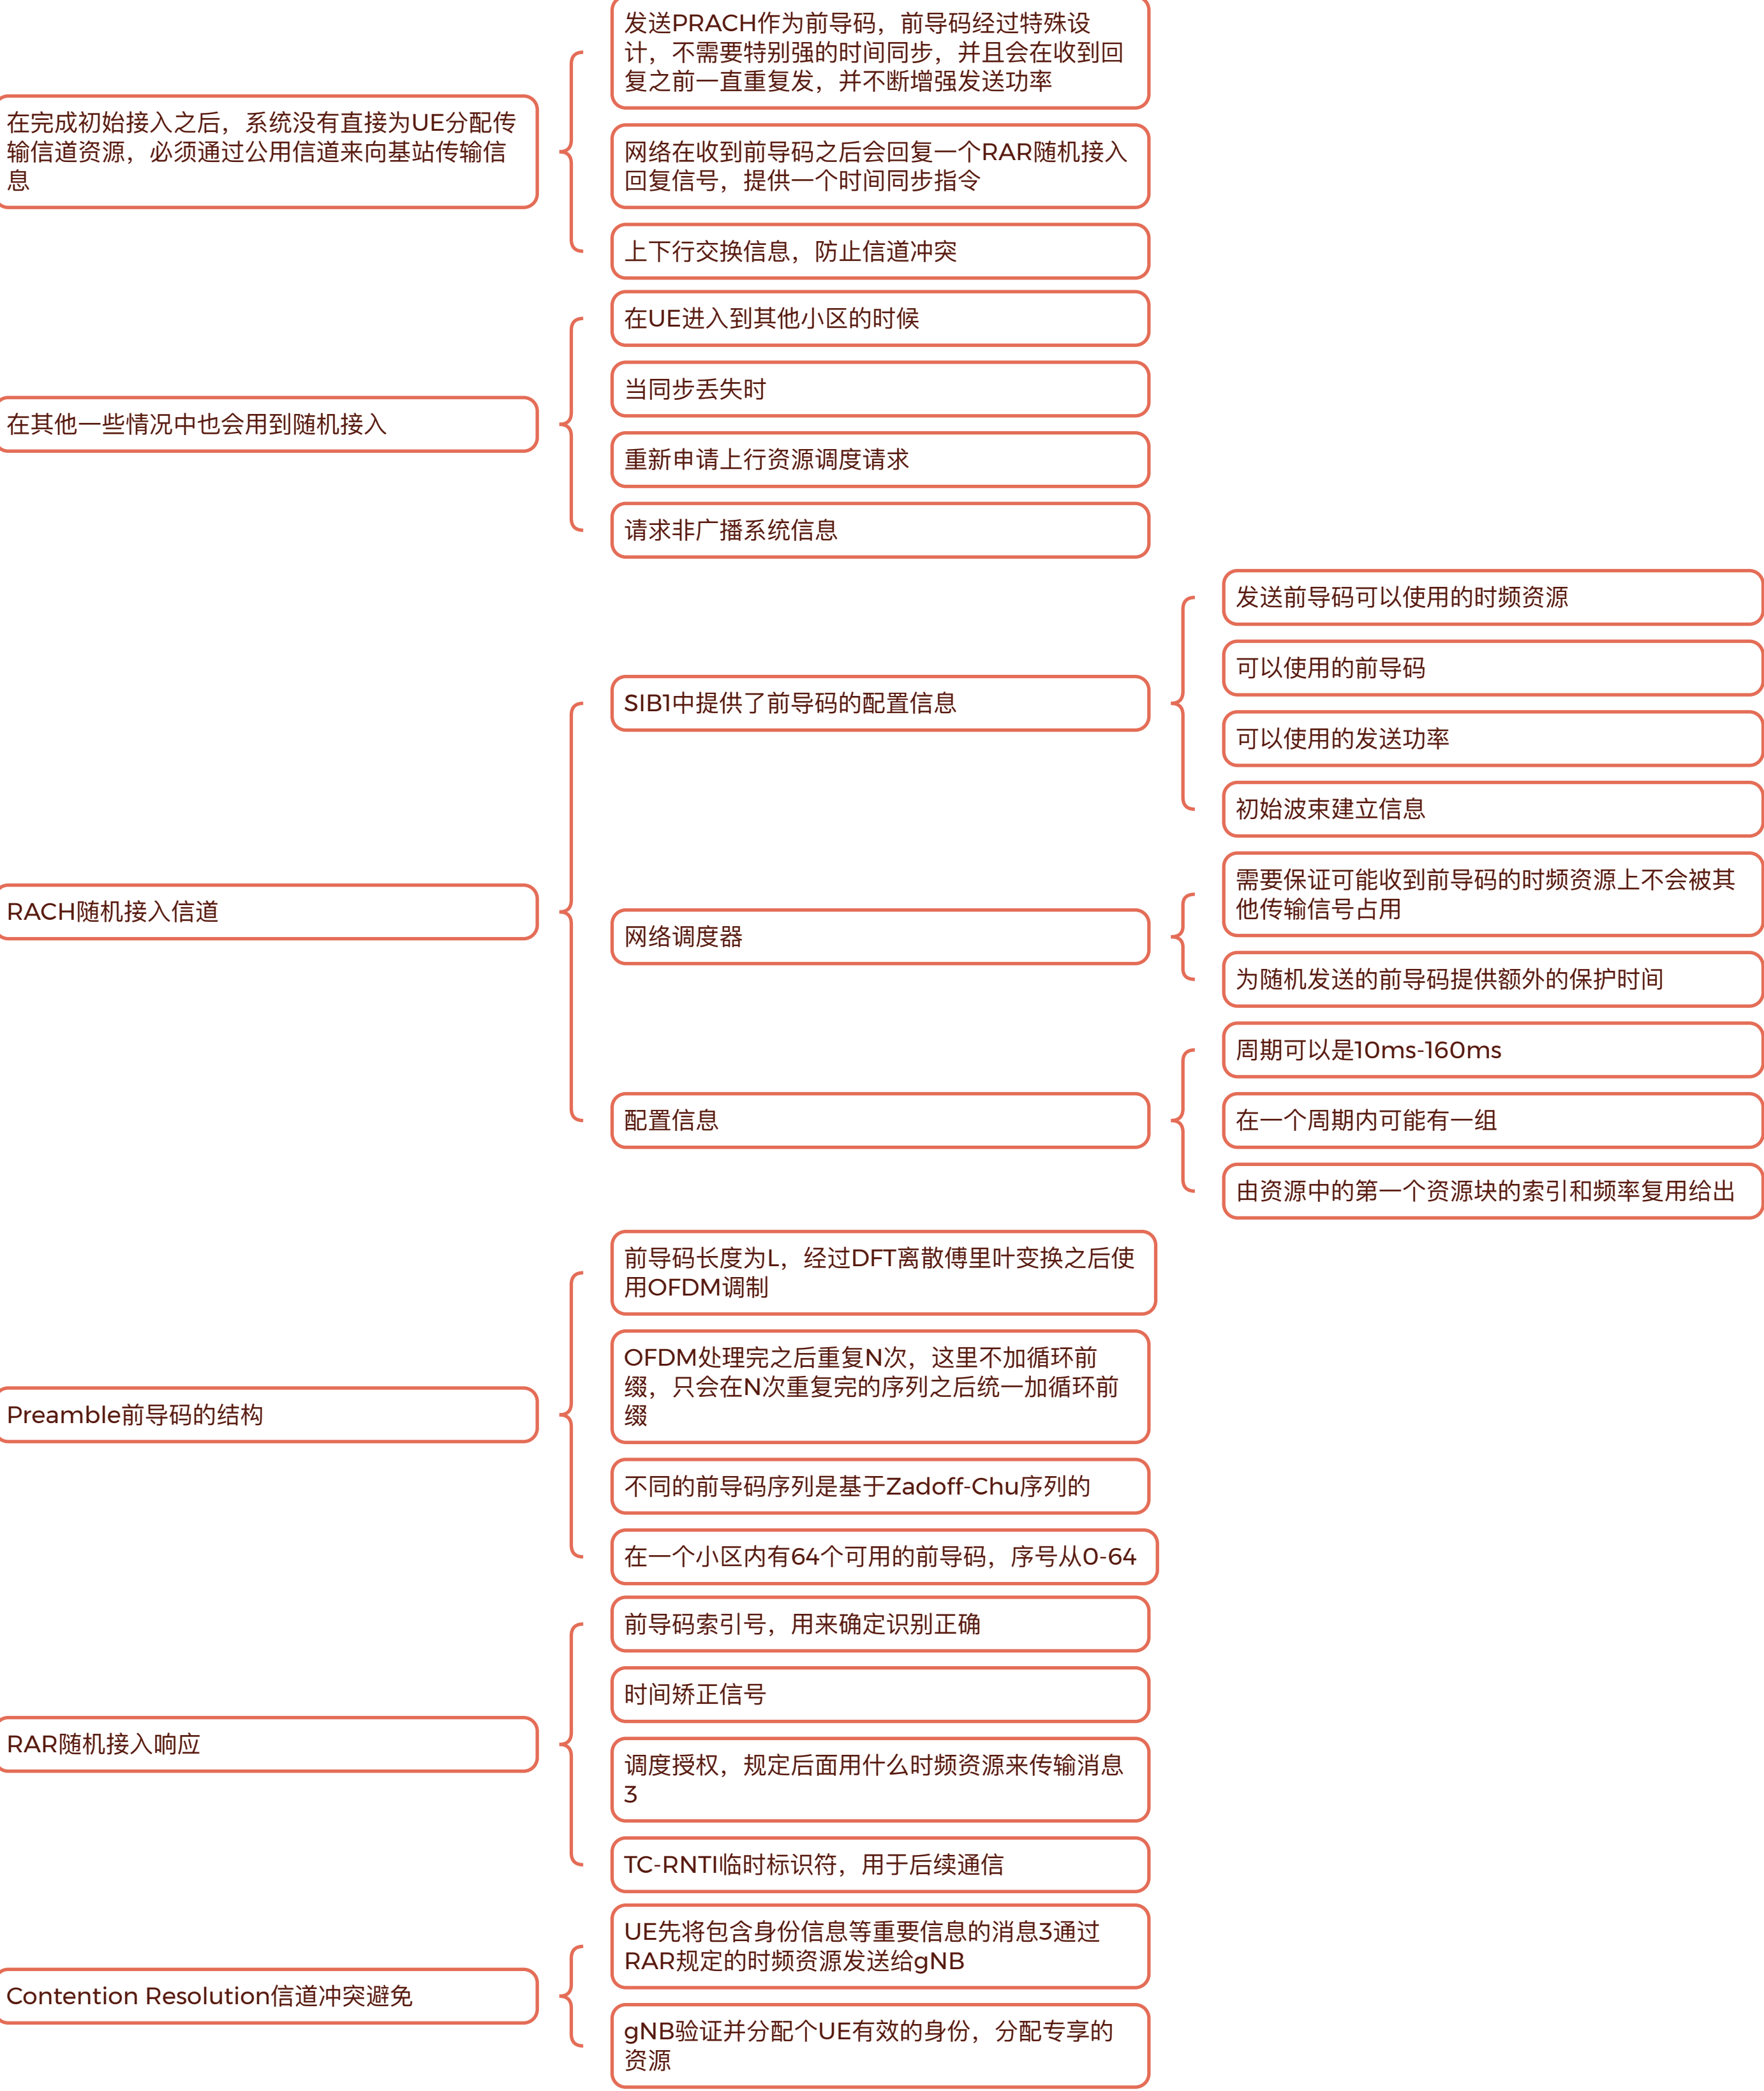 在完成初始接入之后，系统没有直接为UE分配传
输信道资源，必须通过公用信道来向基站传输信
息
发送PRACH作为前导码，前导码经过特殊设
计，不需要特别强的时间同步，并且会在收到回
复之前一直重复发，并不断增强发送功率
网络在收到前导码之后会回复一个RAR随机接入
回复信号，提供一个时间同步指令
上下行交换信息，防止信道冲突
在其他一些情况中也会用到随机接入
在UE进入到其他小区的时候
当同步丢失时
重新申请上行资源调度请求
请求非广播系统信息
RACH随机接入信道
SIB1中提供了前导码的配置信息
发送前导码可以使用的时频资源
可以使用的前导码
可以使用的发送功率
初始波束建立信息
网络调度器
需要保证可能收到前导码的时频资源上不会被其
他传输信号占用
为随机发送的前导码提供额外的保护时间
配置信息
周期可以是10ms-160ms
在一个周期内可能有一组
由资源中的第一个资源块的索引和频率复用给出
Preamble前导码的结构
前导码长度为L，经过DFT离散傅里叶变换之后使
用OFDM调制
OFDM处理完之后重复N次，这里不加循环前
缀，只会在N次重复完的序列之后统一加循环前
缀
不同的前导码序列是基于Zadoff-Chu序列的
在一个小区内有64个可用的前导码，序号从0-64
RAR随机接入响应
前导码索引号，用来确定识别正确
时间矫正信号
调度授权，规定后面用什么时频资源来传输消息
3
TC-RNTI临时标识符，用于后续通信
Contention Resolution信道冲突避免
UE先将包含身份信息等重要信息的消息3通过
RAR规定的时频资源发送给gNB
gNB验证并分配个UE有效的身份，分配专享的
资源